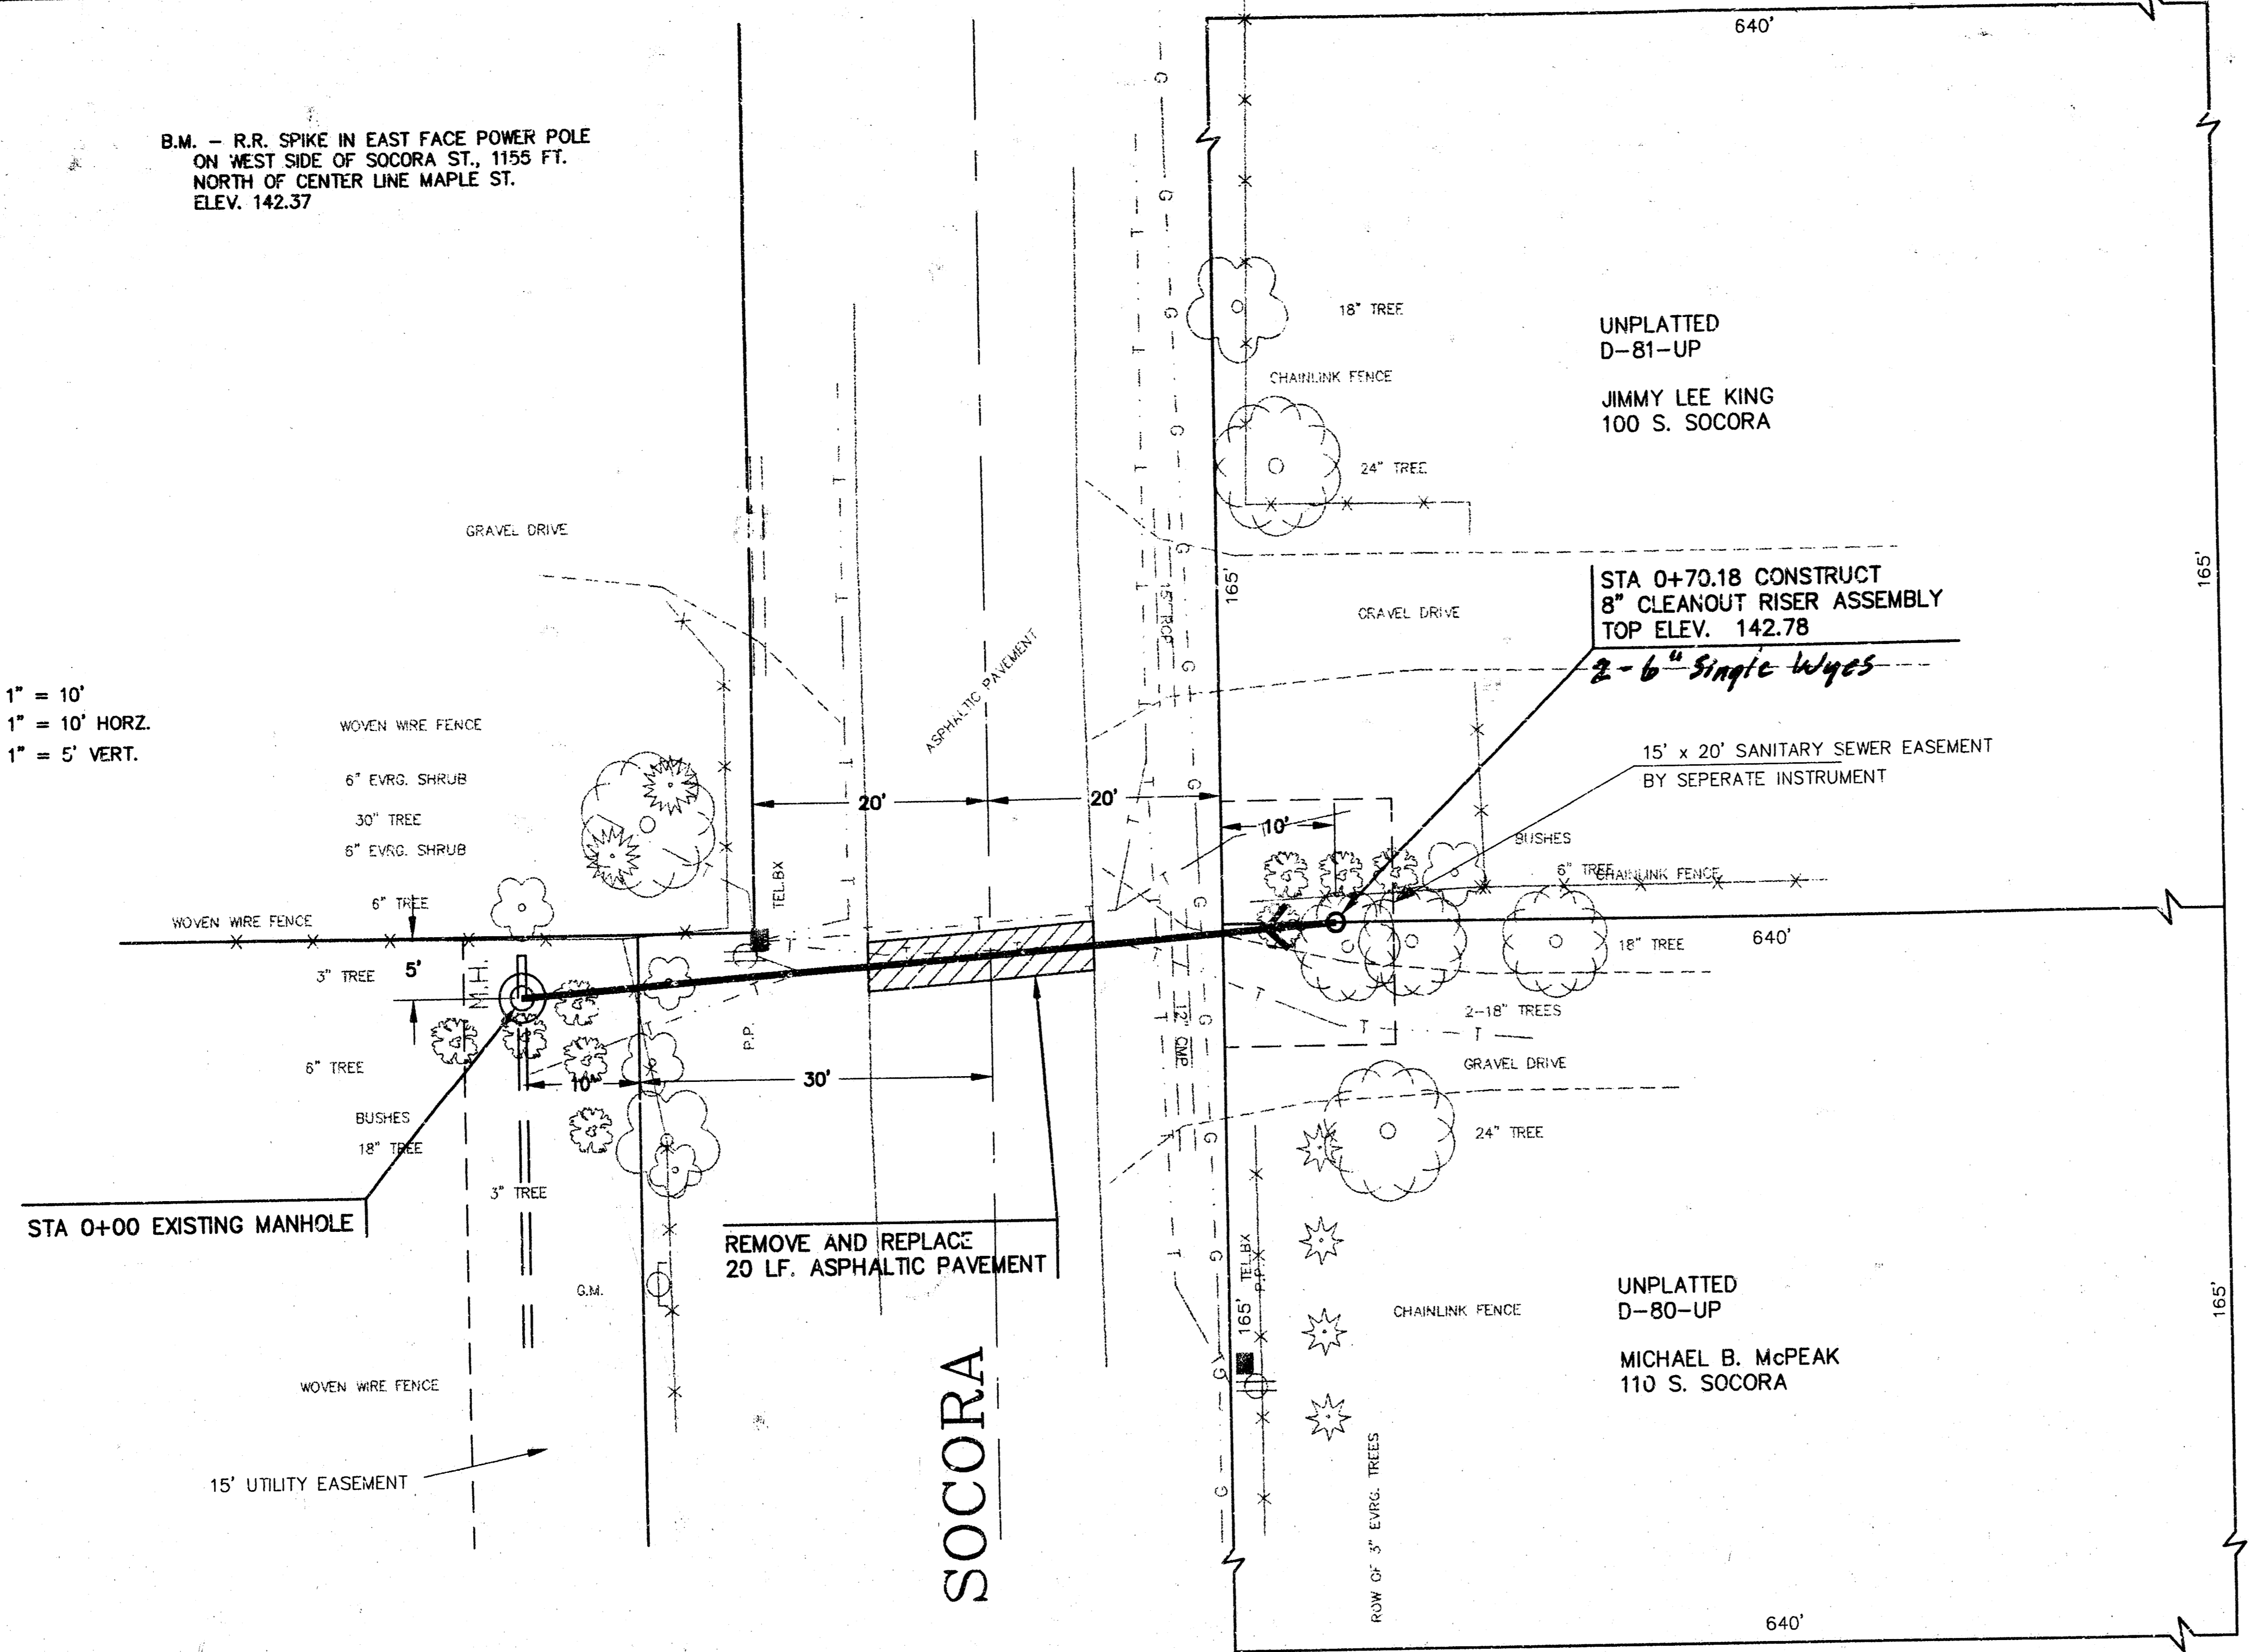 640'
B.M. – R.R. SPIKE IN EAST FACE POWER POLE
ON WEST SIDE OF SOCORA ST., 1155 FT.
NORTH OF CENTER LINE MAPLE ST.
ELEV. 142.37
18" TREE
UNPLATTED
D–81–UP
JIMMY LEE KING
100 S. SOCORA
CHAINLINK FENCE
24" TREE
GRAVEL DRIVE
165'
165'
15" RCP
GRAVEL DRIVE
STA 0+70.18 CONSTRUCT
8" CLEANOUT RISER ASSEMBLY
TOP ELEV. 142.78
2-6" Single Wyes
ASPHALTIC PAVEMENT
1" = 10'
1" = 10' HORZ.
1" = 5' VERT.
WOVEN WIRE FENCE
6" EVRG. SHRUB
30" TREE
6" EVRG. SHRUB
6" TREE
WOVEN WIRE FENCE
15' x 20' SANITARY SEWER EASEMENT
BY SEPERATE INSTRUMENT
20'
20'
10'
TEL.BX
BUSHES
6" TREE
CHAINLINK FENCE
640'
18" TREE
3" TREE
5'
M.H.
2–18" TREES
P.P.
12" CMP
6" TREE
10'
30'
GRAVEL DRIVE
BUSHES
18" TREE
24" TREE
3" TREE
STA 0+00 EXISTING MANHOLE
REMOVE AND REPLACE
20 LF. ASPHALTIC PAVEMENT
G.M.
TEL.BX
P.P.
165'
CHAINLINK FENCE
UNPLATTED
D–80–UP
MICHAEL B. McPEAK
110 S. SOCORA
165'
WOVEN WIRE FENCE
15' UTILITY EASEMENT
SOCORA
ROW OF 3" EVRG. TREES
640'